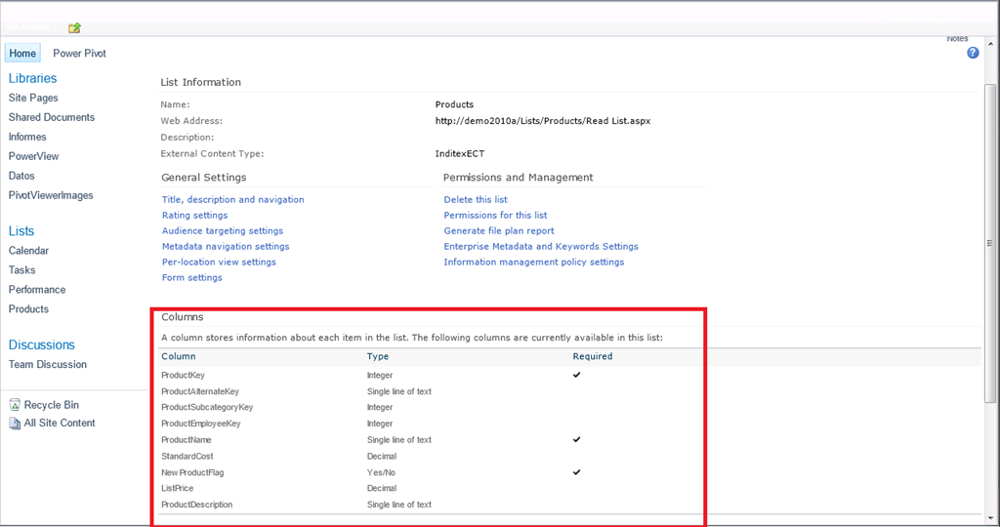 Notes
Home Power Pivot
Libraries
Site Pages
Shared Documents
Informes
PowerView
Datos
PivotViewerImages
Lists
Calendar
Tasks
Performance
Products
Discussions
Team Discussion
Recycle Bin
All Site Content
List Information
Name: Products
Web Address: http://demo2010a/Lists/Products/Read List.aspx
Description:
External Content Type: InditexECT
General Settings
Title, description and navigation
Rating settings
Audience targeting settings
Metadata navigation settings
Per-location view settings
Form settings
Permissions and Management
Delete this list
Permissions for this list
Generate file plan report
Enterprise Metadata and Keywords Settings
Information management policy settings
Columns
A column stores information about each item in the list. The following columns are currently available in this list:
Column Type Required
ProductKey Integer ✔
ProductAlternateKey Single line of text
ProductSubcategoryKey Integer
ProductEmployeeKey Integer
ProductName Single line of text ✔
StandardCost Decimal
New ProductFlag Yes/No ✔
ListPrice Decimal
ProductDescription Single line of text